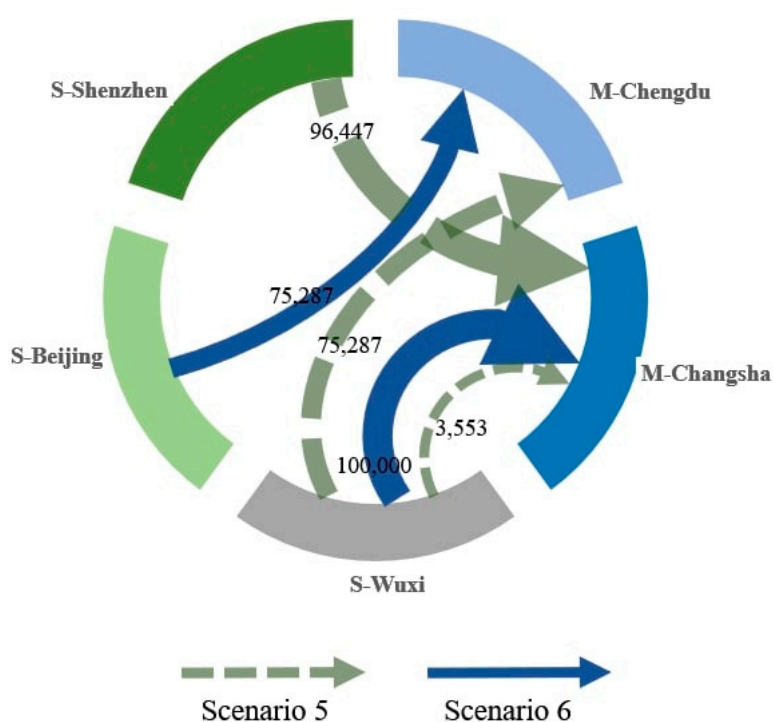 S-Shenzhen
M-Chengdu
96,447
75,287
75,287
S-Beijing
M-Changsha
3,553
100,000
S-Wuxi
Scenario 5
Scenario 6